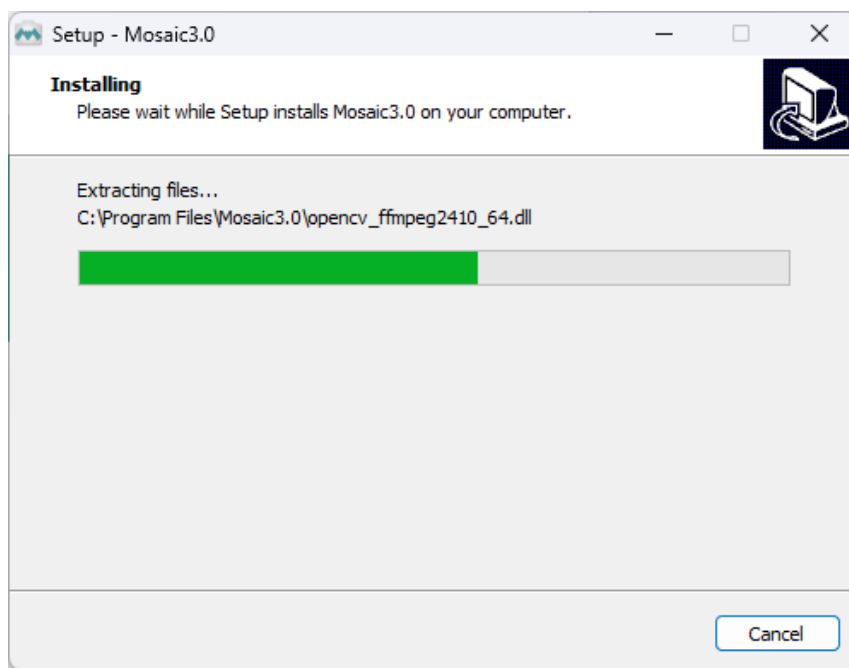 Setup - Mosaic3.0
Installing
Please wait while Setup installs Mosaic3.0 on your computer.
Extracting files...
C:\Program Files\Mosaic3.0\opencv_ffmpeg2410_64.dll
Cancel